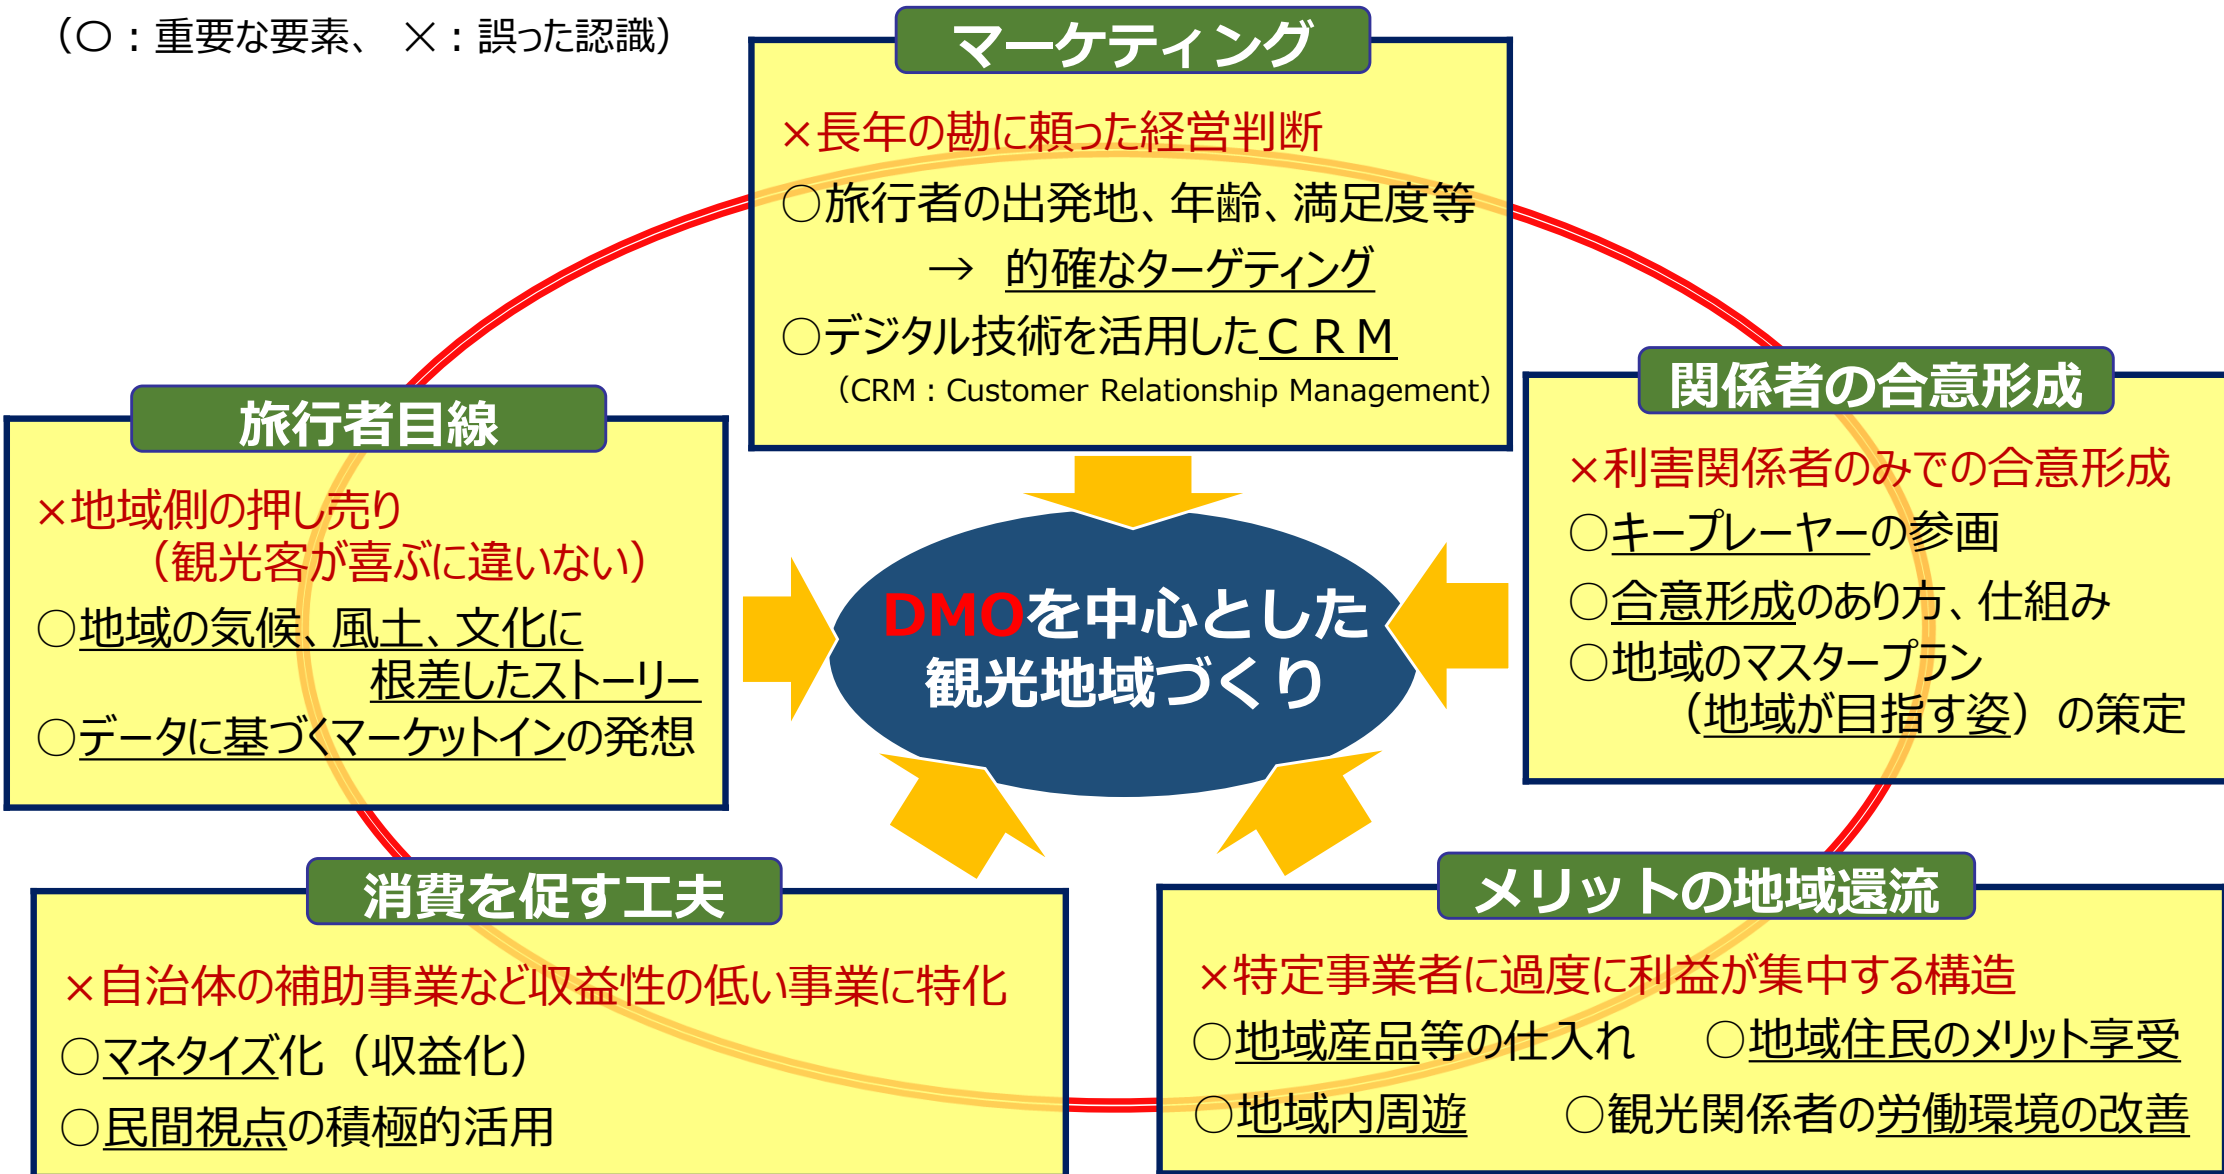 （○：重要な要素、 ×：誤った認識）
マーケティング
×長年の勘に頼った経営判断
○旅行者の出発地、年齢、満足度等
→ 的確なターゲティング
○デジタル技術を活用したＣＲＭ
（CRM：Customer Relationship Management）
旅行者目線
×地域側の押し売り
（観光客が喜ぶに違いない）
○地域の気候、風土、文化に
根差したストーリー
○データに基づくマーケットインの発想
関係者の合意形成
×利害関係者のみでの合意形成
○キープレーヤーの参画
○合意形成のあり方、仕組み
○地域のマスタープラン
（地域が目指す姿）の策定
DMOを中心とした
観光地域づくり
消費を促す工夫
×自治体の補助事業など収益性の低い事業に特化
○マネタイズ化（収益化）
○民間視点の積極的活用
メリットの地域還流
×特定事業者に過度に利益が集中する構造
○地域産品等の仕入れ ○地域住民のメリット享受
○地域内周遊 ○観光関係者の労働環境の改善